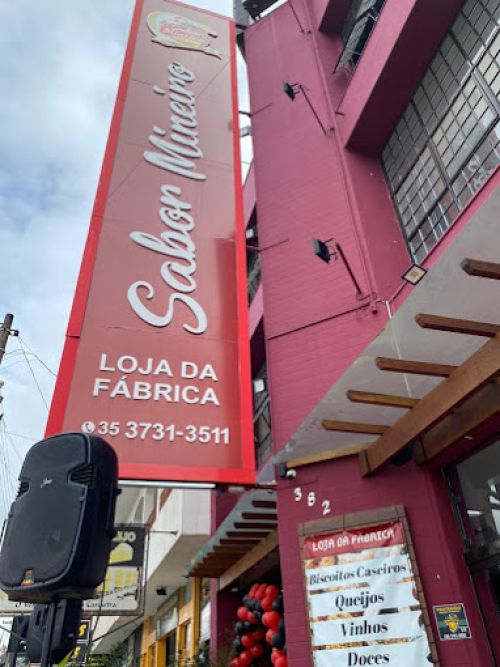 Sabor Mineiro
LOJA DA
FÁBRICA
35 3731-3511
382
LOJA DA FÁBRICA
Biscoitos Caseiros
Queijos
Vinhos
Doces